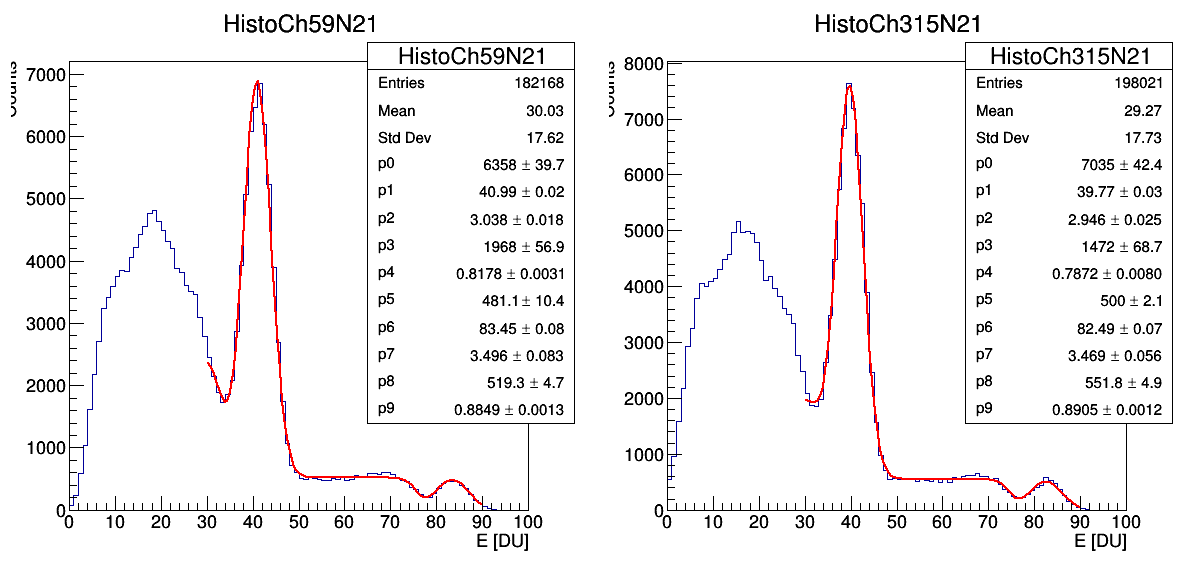 HistoCh59N21
HistoCh59N21
Entries 182168
Mean 30.03
Std Dev 17.62
p0 6358 ± 39.7
p1 40.99 ± 0.02
p2 3.038 ± 0.018
p3 1968 ± 56.9
p4 0.8178 ± 0.0031
p5 481.1 ± 10.4
p6 83.45 ± 0.08
p7 3.496 ± 0.083
p8 519.3 ± 4.7
p9 0.8849 ± 0.0013
7000
6000
5000
4000
3000
2000
1000
0
0 10 20 30 40 50 60 70 80 90 100
E [DU]
HistoCh315N21
HistoCh315N21
Entries 198021
Mean 29.27
Std Dev 17.73
p0 7035 ± 42.4
p1 39.77 ± 0.03
p2 2.946 ± 0.025
p3 1472 ± 68.7
p4 0.7872 ± 0.0080
p5 500 ± 2.1
p6 82.49 ± 0.07
p7 3.469 ± 0.056
p8 551.8 ± 4.9
p9 0.8905 ± 0.0012
8000
7000
6000
5000
4000
3000
2000
1000
0
0 10 20 30 40 50 60 70 80 90 100
E [DU]